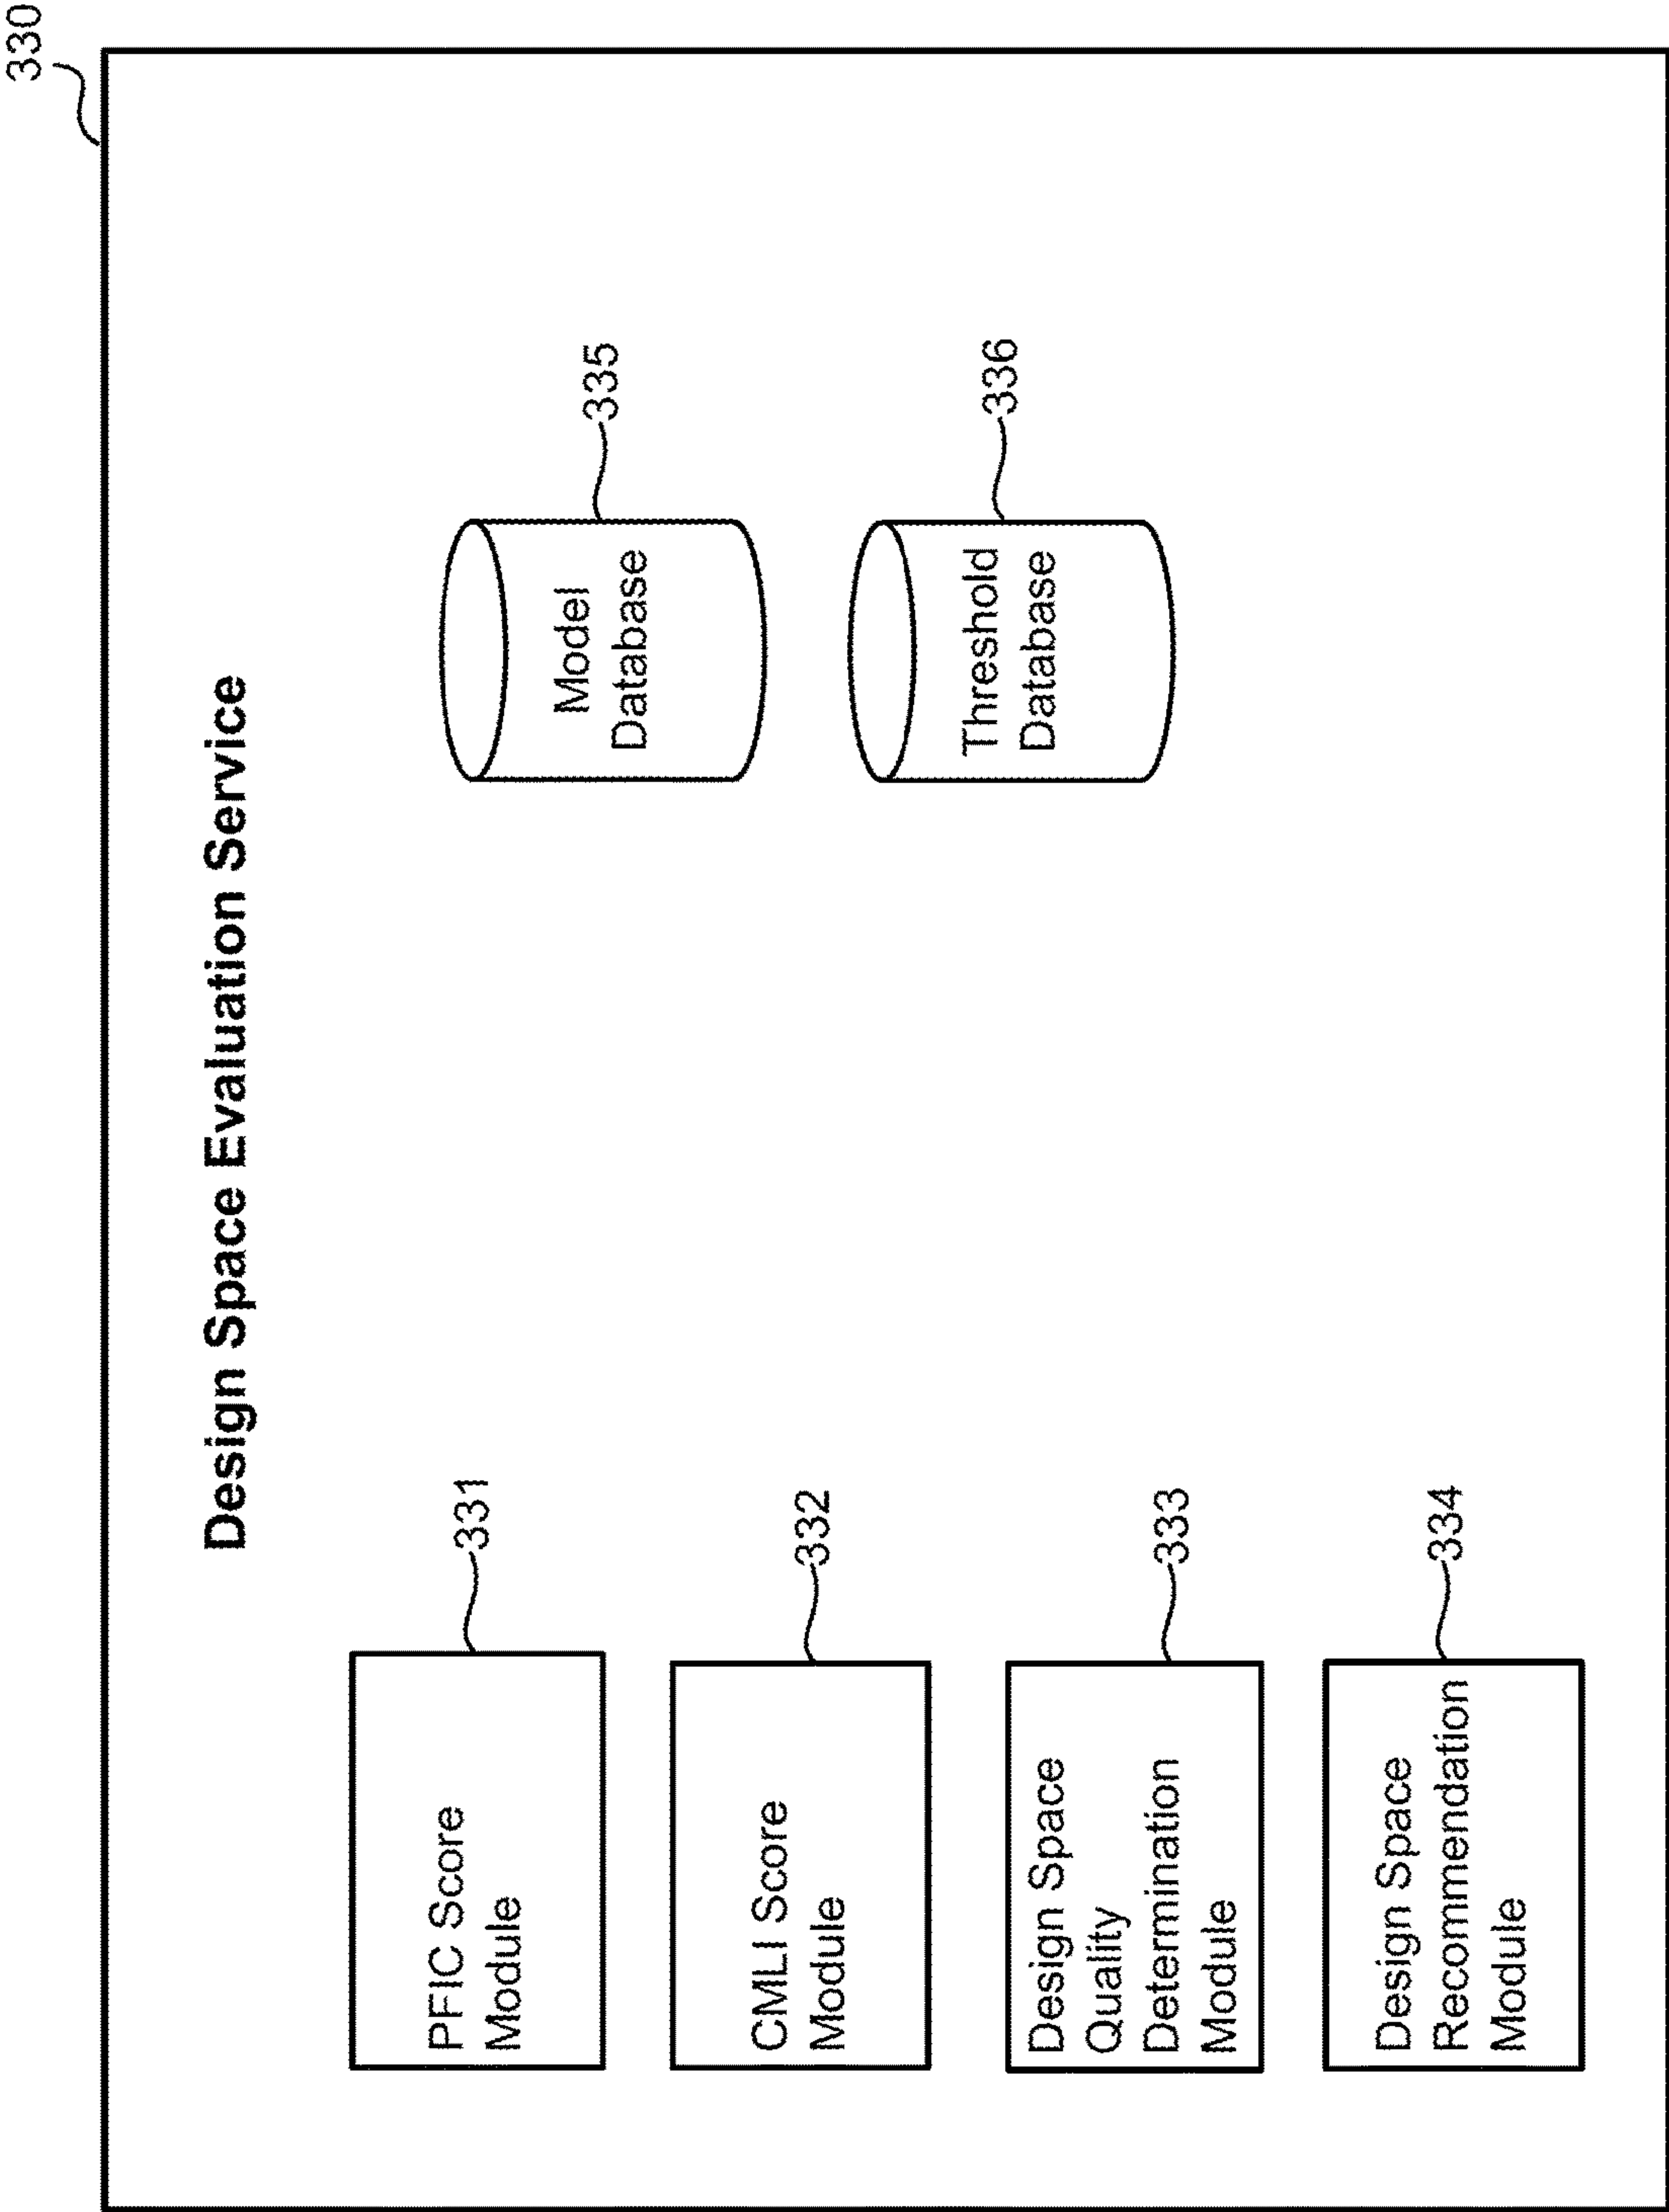 330
Design Space Evaluation Service
PFIC Score
Module
331
CMLI Score
Module
332
Design Space
Quality
Determination
Module
333
Design Space
Recommendation
Module
334
Model
Database
335
Threshold
Database
336